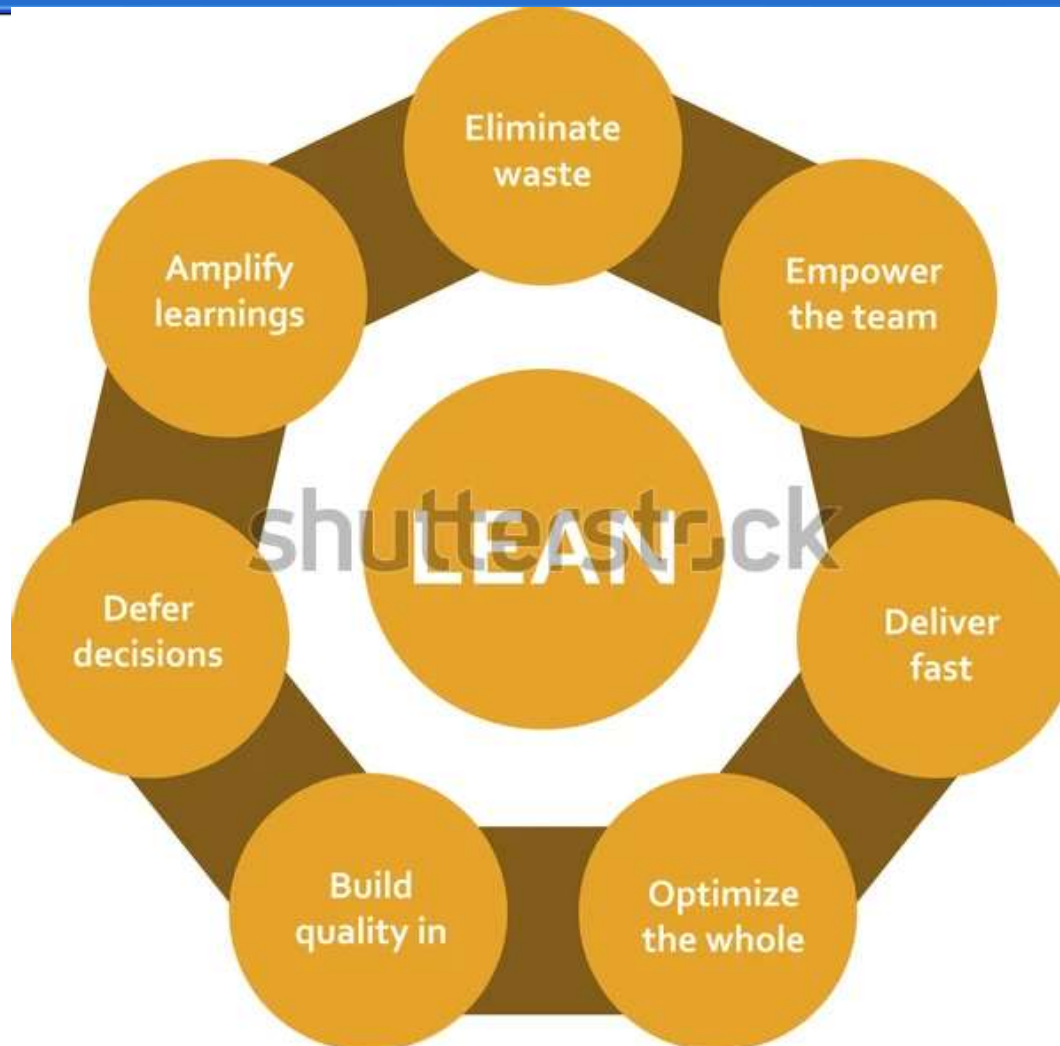 Eliminate
waste
Empower
the team
Deliver
fast
Optimize
the whole
Build
quality in
Defer
decisions
Amplify
learnings
LEAN
shutterstock